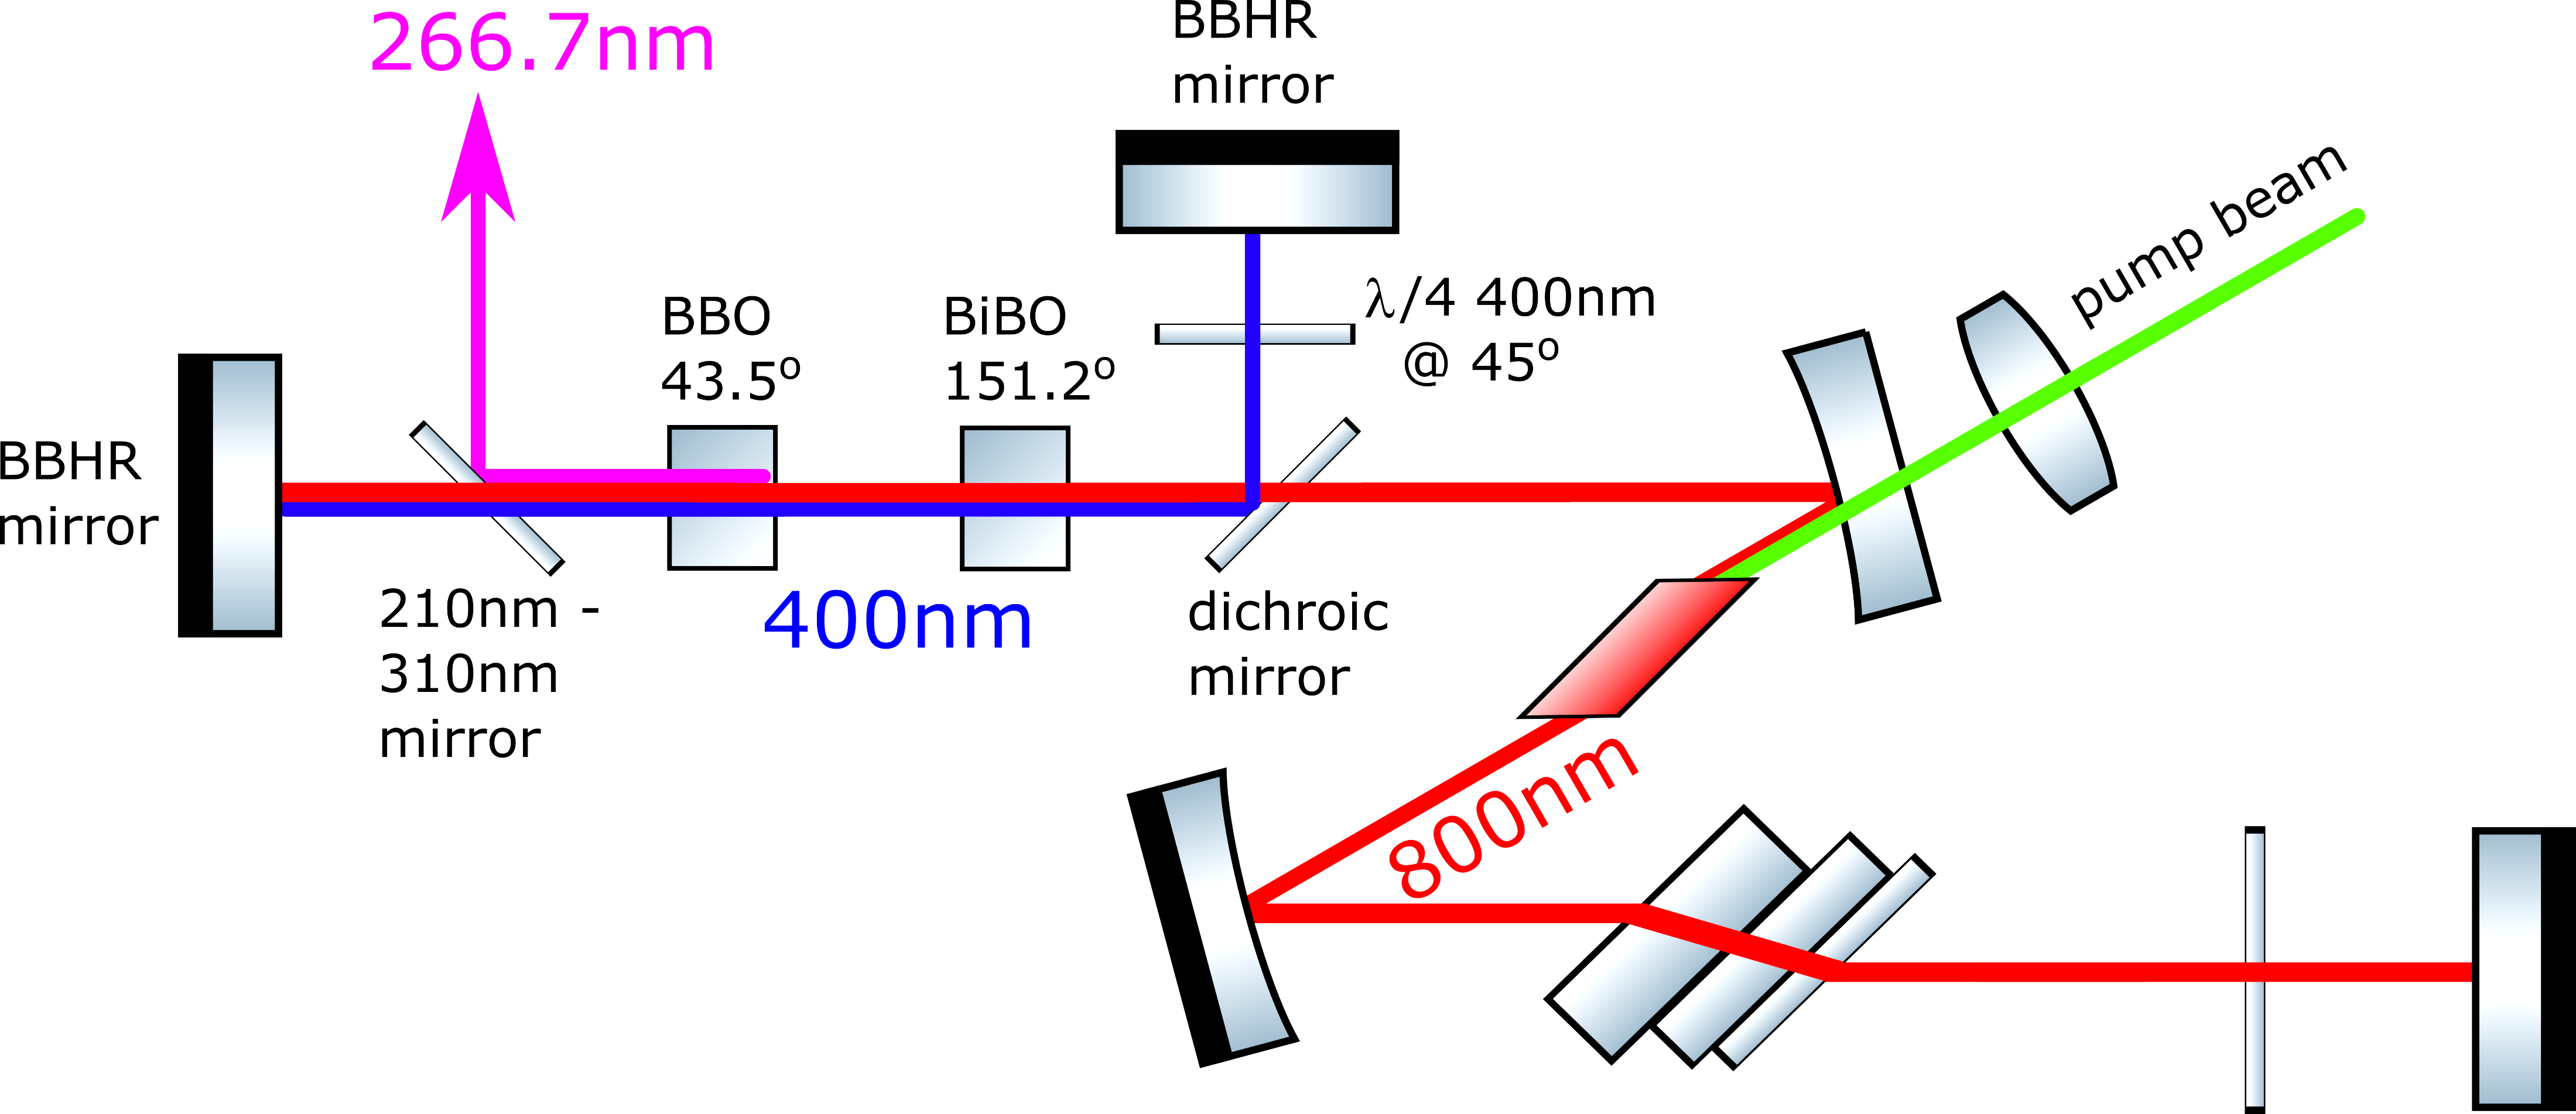 266.7nm
BBHR
mirror
pump beam
BBO
43.5º
BiBO
151.2º
λ/4 400nm
@ 45º
BBHR
mirror
210nm -
310nm
mirror
400nm
dichroic
mirror
800nm